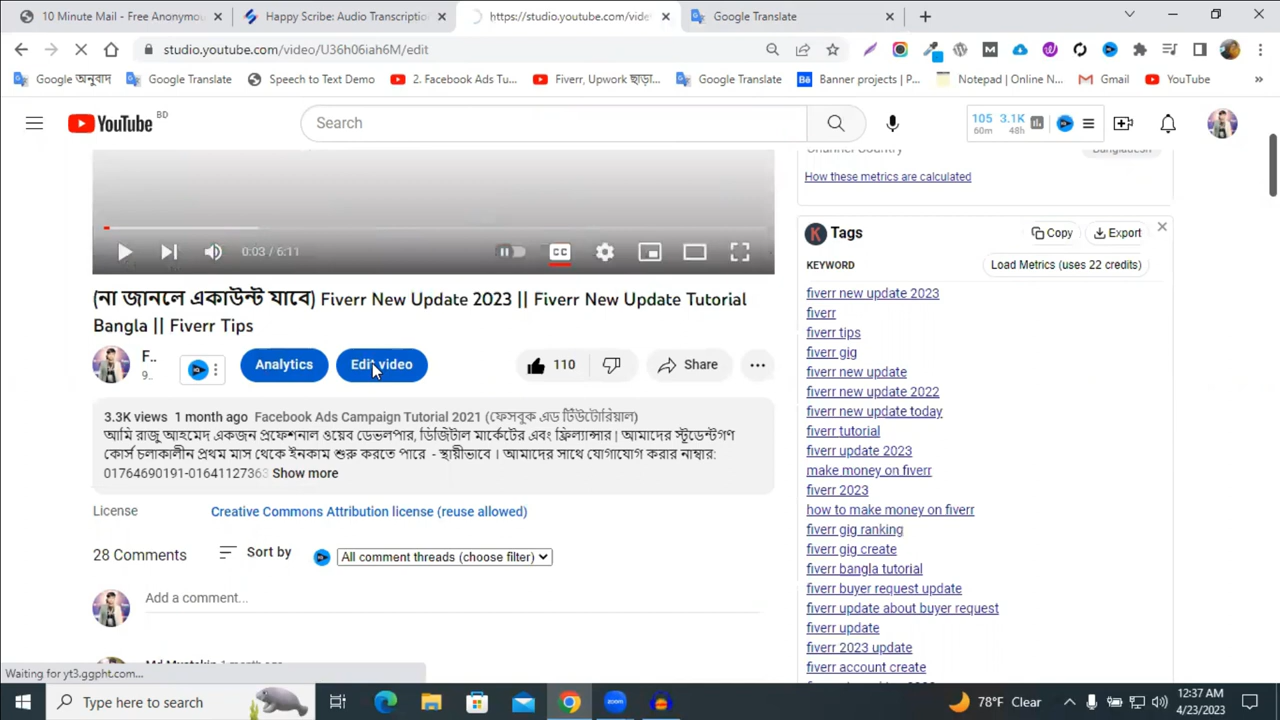 10 Minute Mail - Free Anonymou
Happy Scribe: Audio Transcription
https://studio.youtube.com/vide
Google Translate
studio.youtube.com/video/U36h06iah6M/edit
Google অনুবাদ
Google Translate
Speech to Text Demo
2. Facebook Ads Tu...
Fiverr, Upwork ছাড়া...
Google Translate
Banner projects | P...
Notepad | Online N...
Gmail
YouTube
YouTube BD
Search
105 3.1K
60m 48h
Bangladesh
How these metrics are calculated
0:03 / 6:11
CC
Tags
Copy
Export
KEYWORD
Load Metrics (uses 22 credits)
fiverr new update 2023
fiverr
fiverr tips
fiverr gig
fiverr new update
fiverr new update 2022
fiverr new update today
fiverr tutorial
fiverr update 2023
make money on fiverr
fiverr 2023
how to make money on fiverr
fiverr gig ranking
fiverr gig create
fiverr bangla tutorial
fiverr buyer request update
fiverr update about buyer request
fiverr update
fiverr 2023 update
fiverr account create
(না জানলে একাউন্ট যাবে) Fiverr New Update 2023 || Fiverr New Update Tutorial
Bangla || Fiverr Tips
F..
9..
Analytics
Edit video
110
Share
3.3K views 1 month ago Facebook Ads Campaign Tutorial 2021 (ফেসবুক এড টিউটোরিয়াল)
আমি রাজু আহমেদ একজন প্রফেশনাল ওয়েব ডেভলপার, ডিজিটাল মার্কেটের এবং ফ্রিল্যান্সার | আমাদের স্টুডেন্টগণ
কোর্স চলাকালীন প্রথম মাস থেকে ইনকাম শুরু করতে পারে - স্থায়ীভাবে । আমাদের সাথে যোগাযোগ করার নাম্বার:
01764690191-01641127363 Show more
License
Creative Commons Attribution license (reuse allowed)
28 Comments
Sort by
All comment threads (choose filter)
Add a comment...
Md Mustakin 1 month ago
Waiting for yt3.ggpht.com...
Type here to search
zoom
78°F Clear
12:37 AM
4/23/2023